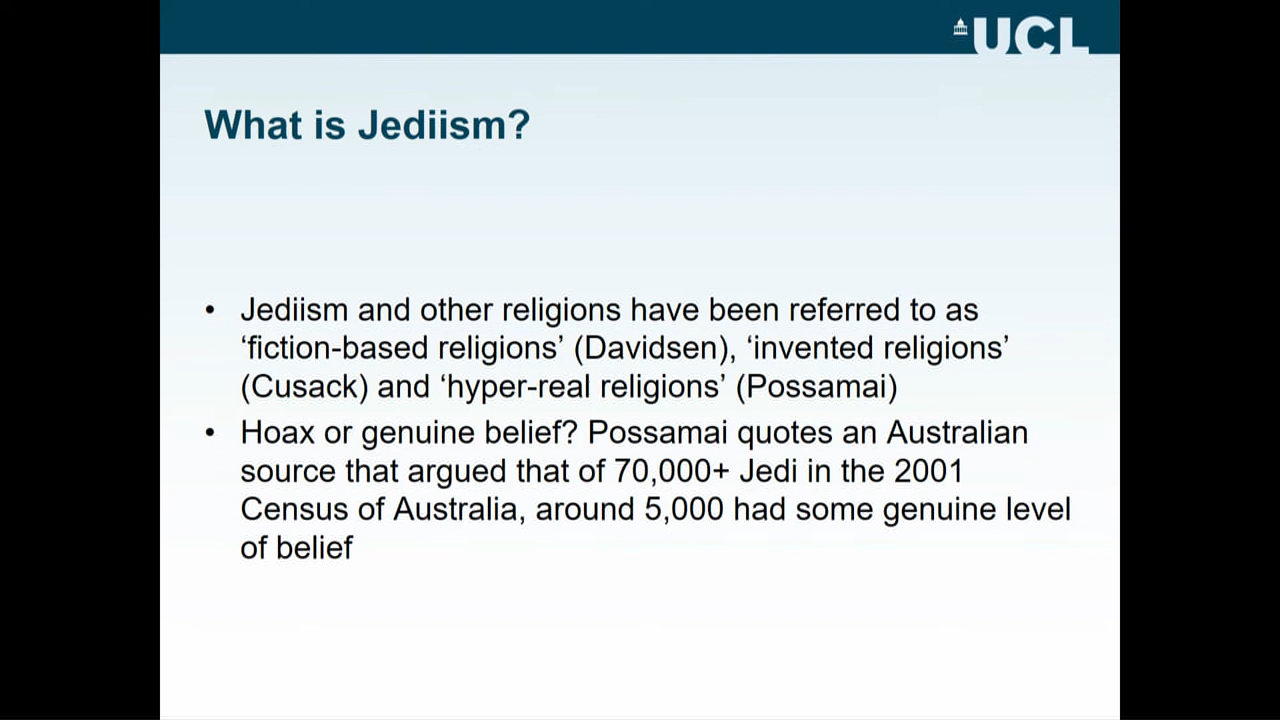 UCL
What is Jediism?
• Jediism and other religions have been referred to as
‘fiction-based religions’ (Davidsen), ‘invented religions’
(Cusack) and ‘hyper-real religions’ (Possamai)
• Hoax or genuine belief? Possamai quotes an Australian
source that argued that of 70,000+ Jedi in the 2001
Census of Australia, around 5,000 had some genuine level
of belief